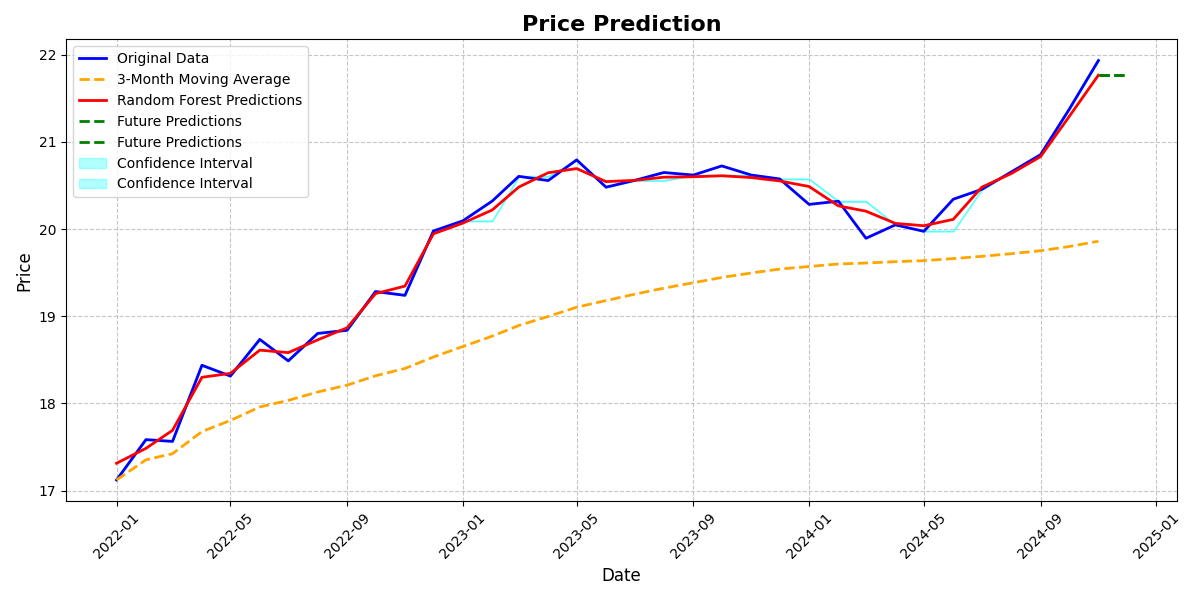 Price Prediction
Original Data
3-Month Moving Average
Random Forest Predictions
Future Predictions
Future Predictions
Confidence Interval
Confidence Interval
22
21
20
19
18
17
Price
2022-01
2022-05
2022-09
2023-01
2023-05
2023-09
2024-01
2024-05
2024-09
2025-01
Date